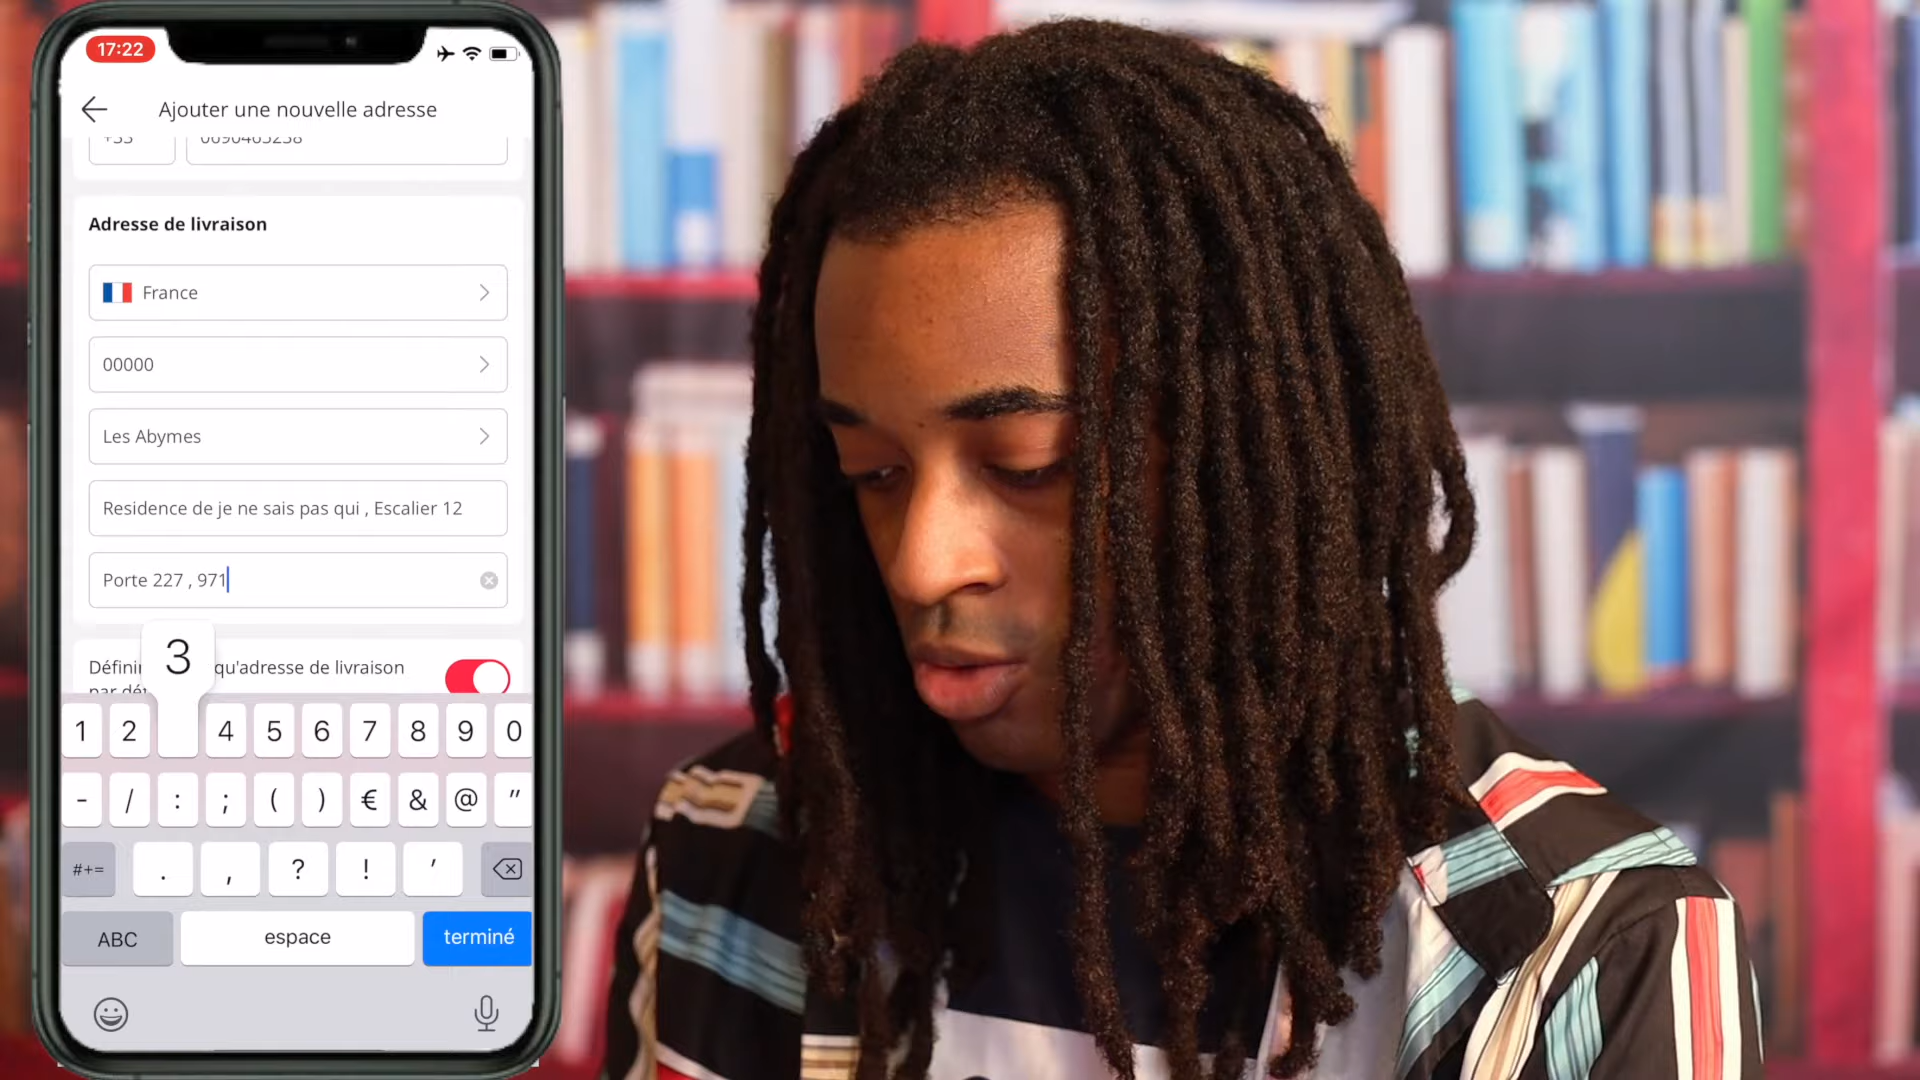 17:22
Ajouter une nouvelle adresse
+33
0690465238
Adresse de livraison
France
00000
Les Abymes
Residence de je ne sais pas qui , Escalier 12
Porte 227 , 971
3
qu'adresse de livraison
1 2 4 5 6 7 8 9 0
- / : ; ( ) € & @ "
#+= . , ? ! '
ABC espace terminé